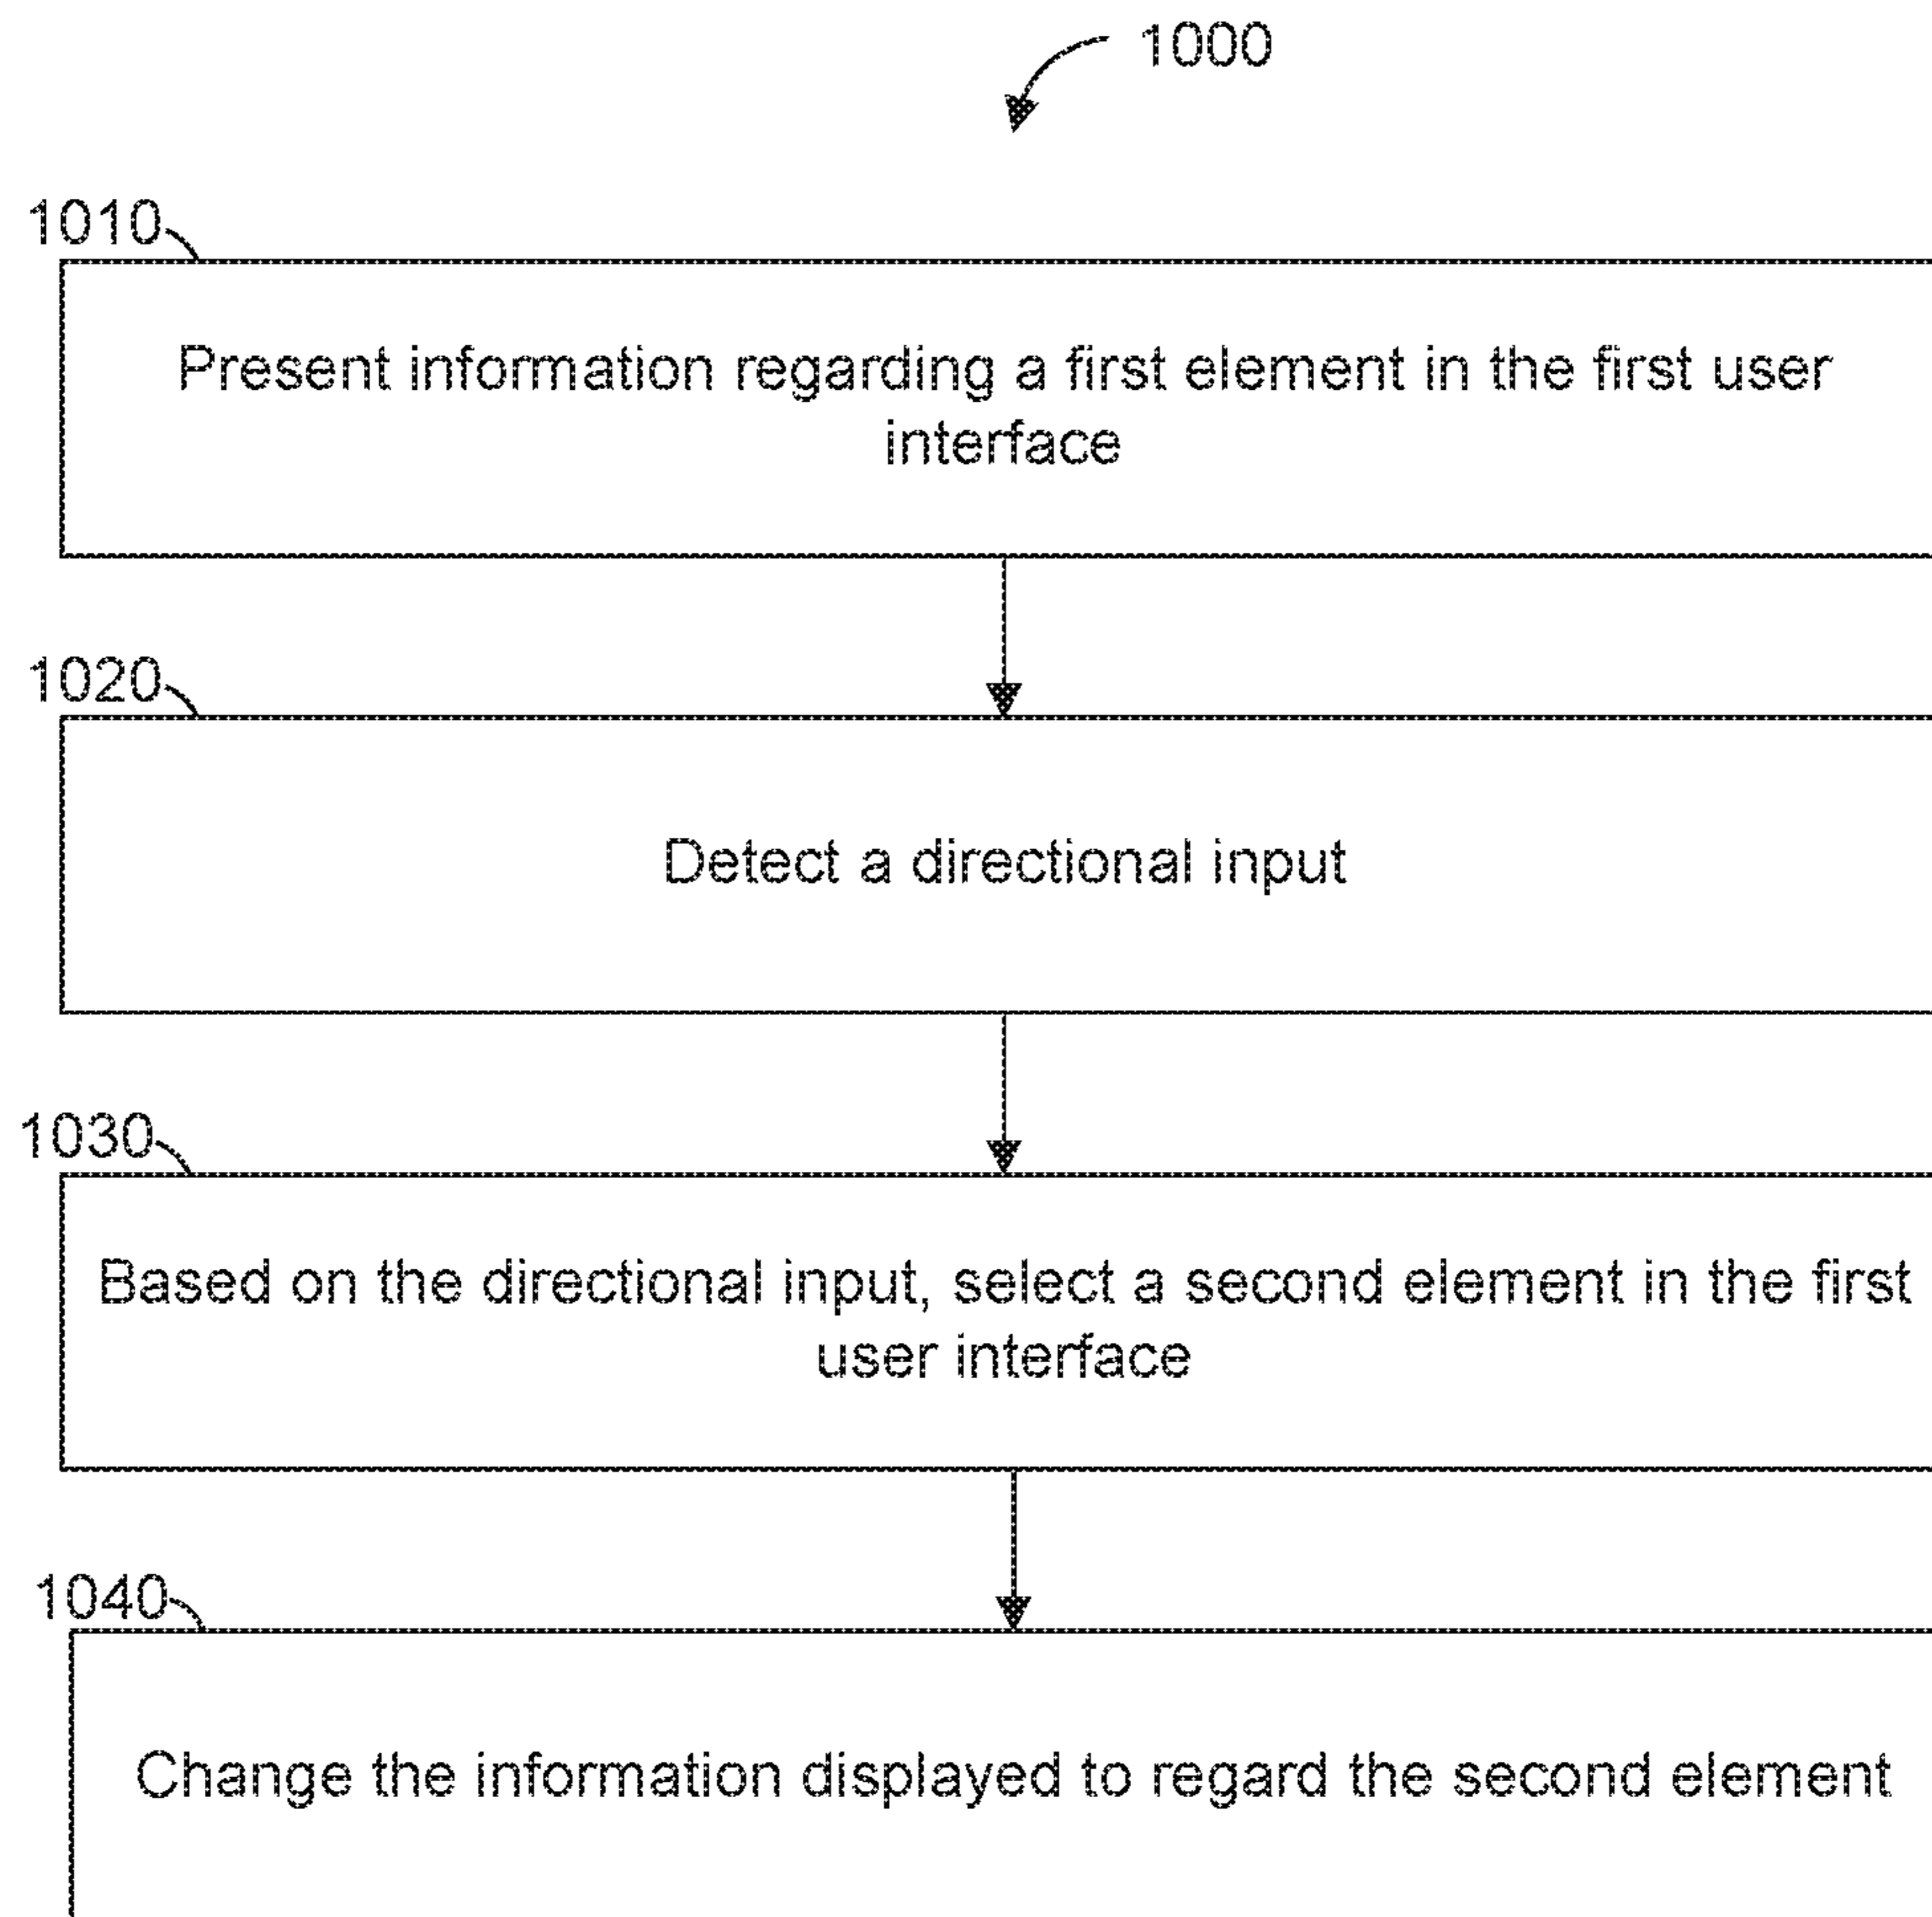 1000
1010
Present information regarding a first element in the first user
interface
1020
Detect a directional input
1030
Based on the directional input, select a second element in the first
user interface
1040
Change the information displayed to regard the second element